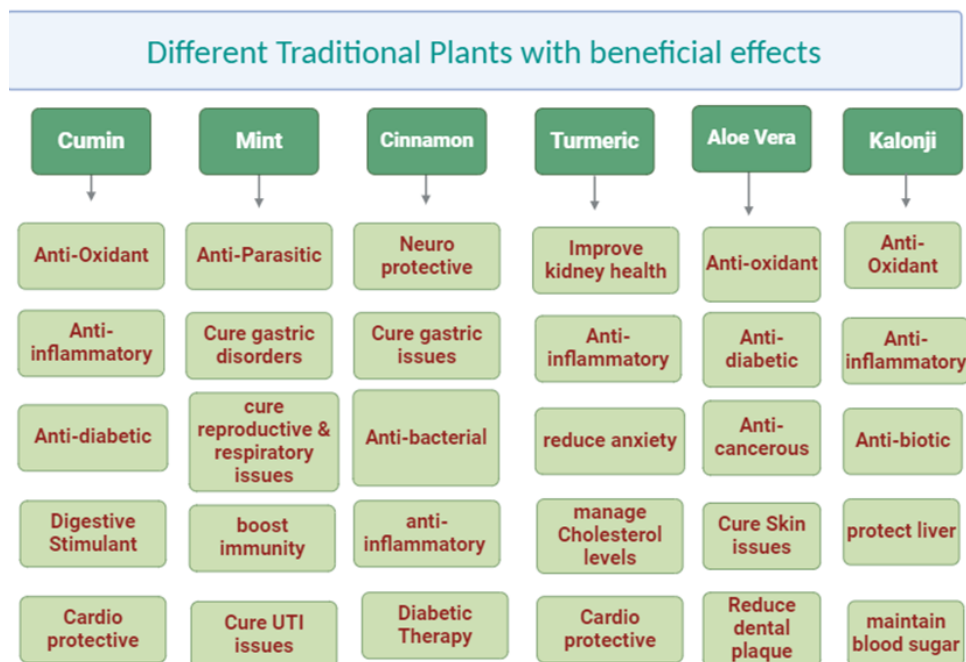 Different Traditional Plants with beneficial effects
Cumin
Mint
Cinnamon
Turmeric
Aloe Vera
Kalonji
Anti-Oxidant
Anti-Parasitic
Neuro
protective
Improve
kidney health
Anti-oxidant
Anti-
Oxidant
Anti-
inflammatory
Cure gastric
disorders
Cure gastric
issues
Anti-
inflammatory
Anti-
diabetic
Anti-
inflammatory
Anti-diabetic
cure
reproductive &
respiratory
issues
Anti-bacterial
reduce anxiety
Anti-
cancerous
Anti-biotic
Digestive
Stimulant
boost
immunity
anti-
inflammatory
manage
Cholesterol
levels
Cure Skin
issues
protect liver
Cardio
protective
Cure UTI
issues
Diabetic
Therapy
Cardio
protective
Reduce
dental
plaque
maintain
blood sugar